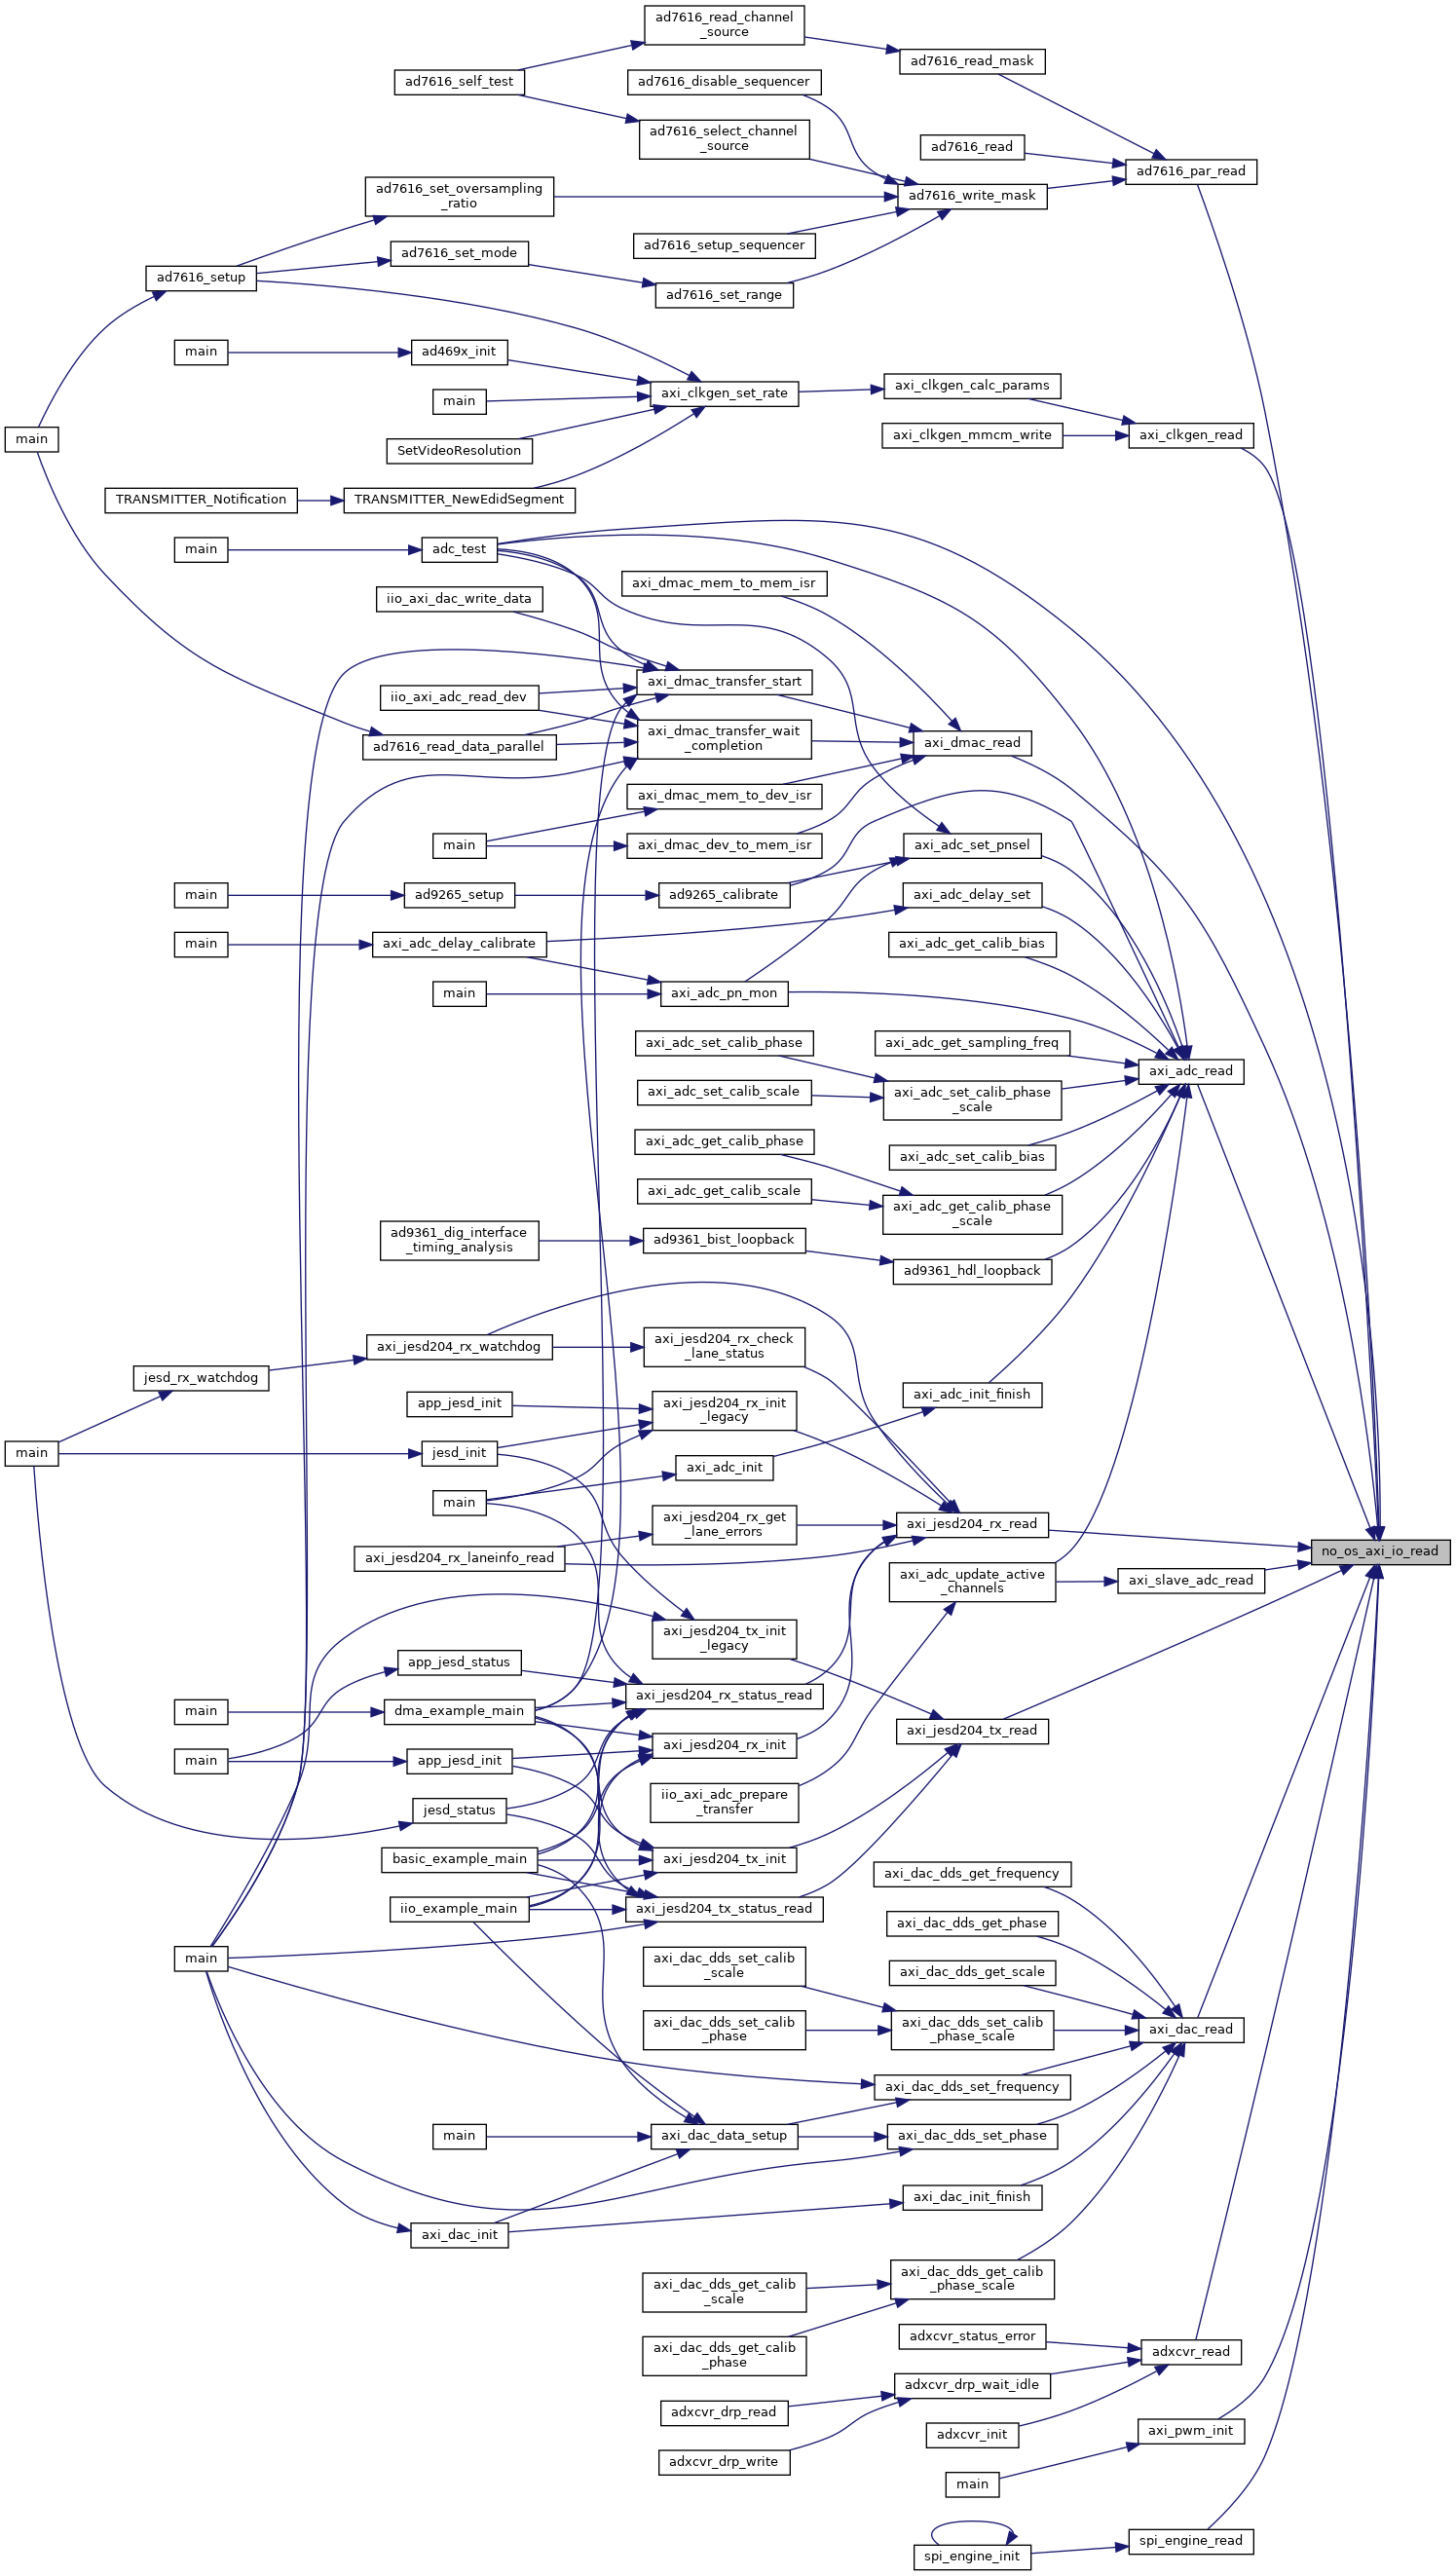 ad7616_read_channel
_source
ad7616_read_mask
ad7616_self_test
ad7616_disable_sequencer
ad7616_select_channel
_source
ad7616_read
ad7616_par_read
ad7616_set_oversampling
_ratio
ad7616_write_mask
ad7616_setup_sequencer
ad7616_set_mode
ad7616_setup
ad7616_set_range
main
ad469x_init
axi_clkgen_set_rate
axi_clkgen_calc_params
main
main
SetVideoResolution
axi_clkgen_mmcm_write
axi_clkgen_read
TRANSMITTER_Notification
TRANSMITTER_NewEdidSegment
main
adc_test
axi_dmac_mem_to_mem_isr
iio_axi_dac_write_data
axi_dmac_transfer_start
iio_axi_adc_read_dev
ad7616_read_data_parallel
axi_dmac_transfer_wait
_completion
axi_dmac_read
axi_dmac_mem_to_dev_isr
main
axi_dmac_dev_to_mem_isr
axi_adc_set_pnsel
main
ad9265_setup
ad9265_calibrate
axi_adc_delay_set
main
axi_adc_delay_calibrate
axi_adc_get_calib_bias
main
axi_adc_pn_mon
axi_adc_set_calib_phase
axi_adc_get_sampling_freq
axi_adc_read
axi_adc_set_calib_scale
axi_adc_set_calib_phase
_scale
axi_adc_get_calib_phase
axi_adc_set_calib_bias
axi_adc_get_calib_scale
axi_adc_get_calib_phase
_scale
ad9361_dig_interface
_timing_analysis
ad9361_bist_loopback
ad9361_hdl_loopback
axi_jesd204_rx_watchdog
axi_jesd204_rx_check
_lane_status
jesd_rx_watchdog
app_jesd_init
axi_jesd204_rx_init
_legacy
axi_adc_init_finish
main
jesd_init
axi_adc_init
main
axi_jesd204_rx_get
_lane_errors
axi_jesd204_rx_read
axi_jesd204_rx_laneinfo_read
no_os_axi_io_read
axi_adc_update_active
_channels
axi_slave_adc_read
axi_jesd204_tx_init
_legacy
app_jesd_status
axi_jesd204_rx_status_read
main
dma_example_main
axi_jesd204_tx_read
main
app_jesd_init
axi_jesd204_rx_init
iio_axi_adc_prepare
_transfer
jesd_status
basic_example_main
axi_jesd204_tx_init
axi_dac_dds_get_frequency
iio_example_main
axi_jesd204_tx_status_read
axi_dac_dds_get_phase
main
axi_dac_dds_set_calib
_scale
axi_dac_dds_get_scale
axi_dac_dds_set_calib
_phase
axi_dac_dds_set_calib
_phase_scale
axi_dac_read
axi_dac_dds_set_frequency
main
axi_dac_data_setup
axi_dac_dds_set_phase
axi_dac_init_finish
axi_dac_init
axi_dac_dds_get_calib
_scale
axi_dac_dds_get_calib
_phase_scale
axi_dac_dds_get_calib
_phase
adxcvr_status_error
adxcvr_read
adxcvr_drp_wait_idle
adxcvr_drp_read
adxcvr_init
axi_pwm_init
adxcvr_drp_write
main
spi_engine_read
spi_engine_init